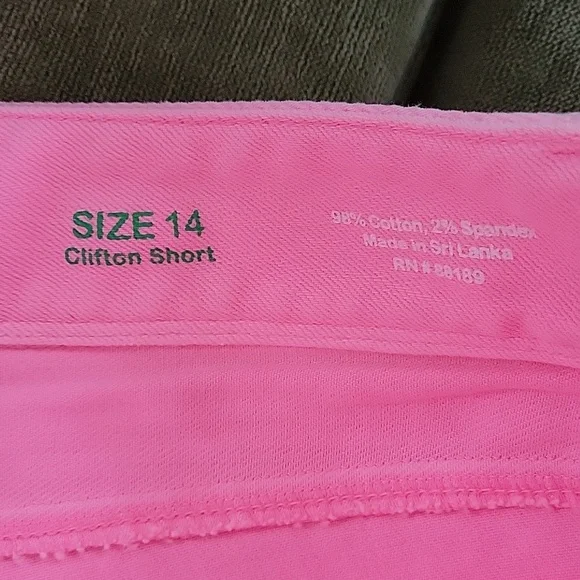 SIZE 14
Clifton Short
98% Cotton, 2% Spandex
Made in Sri Lanka
RN # 88189